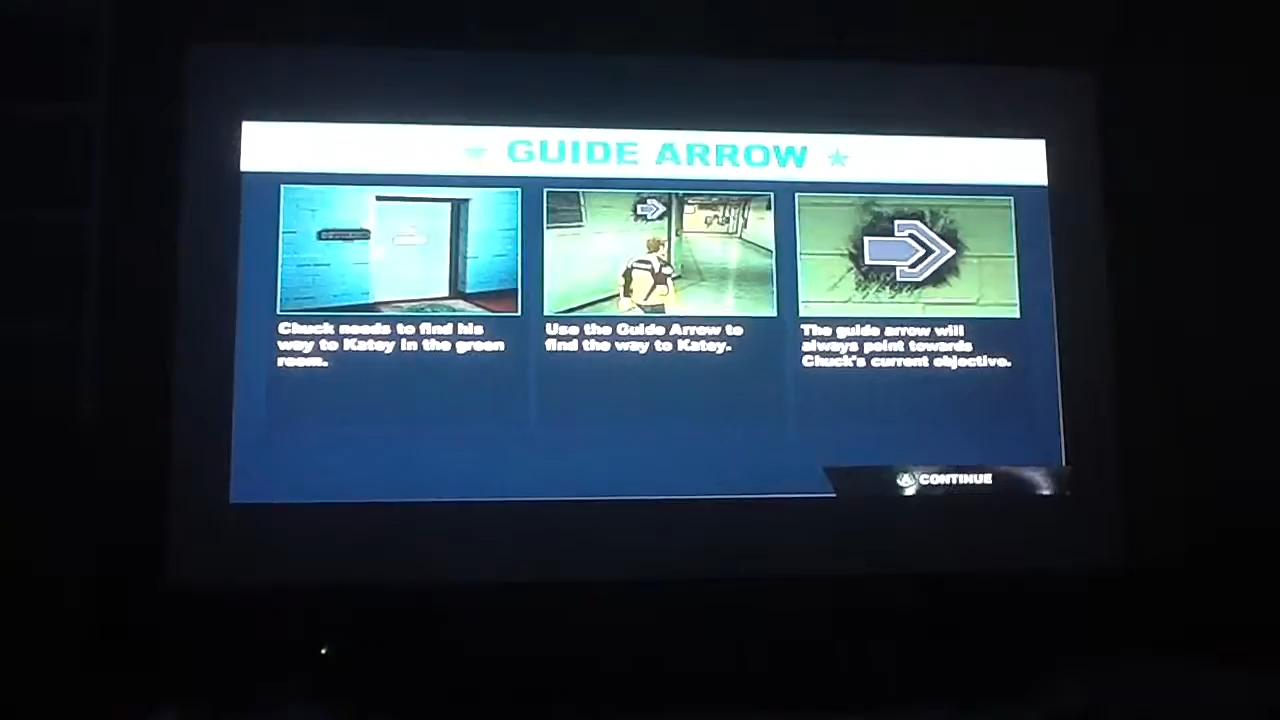 GUIDE ARROW
Chuck needs to find his
way to Katey in the green
room.
Use the Guide Arrow to
find the way to Katey.
The guide arrow will
always point towards
Chuck's current objective.
A CONTINUE